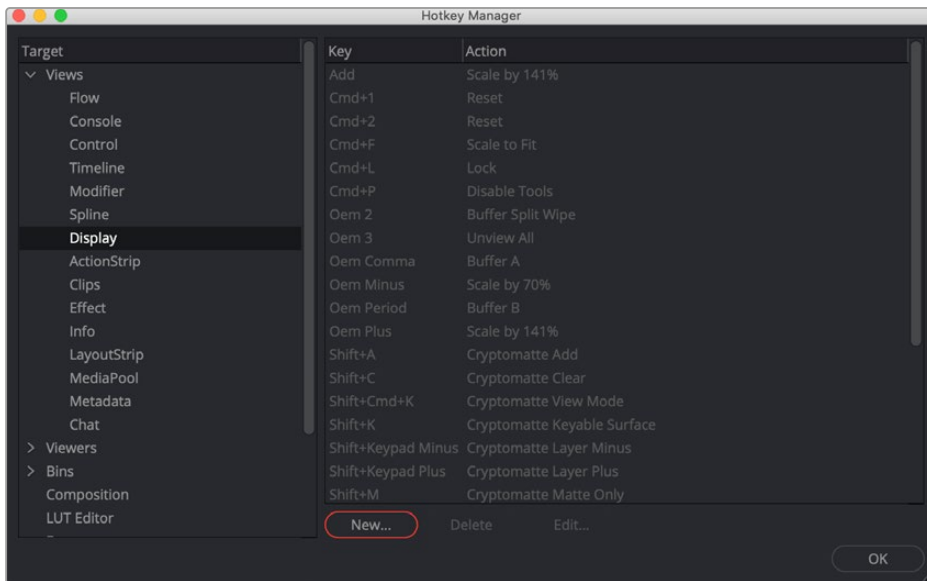 Hotkey Manager
Target
Key Action
Views
Add Scale by 141%
Flow
Cmd+1 Reset
Console
Cmd+2 Reset
Control
Cmd+F Scale to Fit
Timeline
Cmd+L Lock
Modifier
Cmd+P Disable Tools
Spline
Oem 2 Buffer Split Wipe
Display
Oem 3 Unview All
ActionStrip
Oem Comma Buffer A
Clips
Oem Minus Scale by 70%
Effect
Oem Period Buffer B
Info
Oem Plus Scale by 141%
LayoutStrip
Shift+A Cryptomatte Add
MediaPool
Shift+C Cryptomatte Clear
Metadata
Shift+Cmd+K Cryptomatte View Mode
Chat
Shift+K Cryptomatte Keyable Surface
Viewers
Shift+Keypad Minus Cryptomatte Layer Minus
Bins
Shift+Keypad Plus Cryptomatte Layer Plus
Composition
Shift+M Cryptomatte Matte Only
LUT Editor
New... Delete Edit...
OK